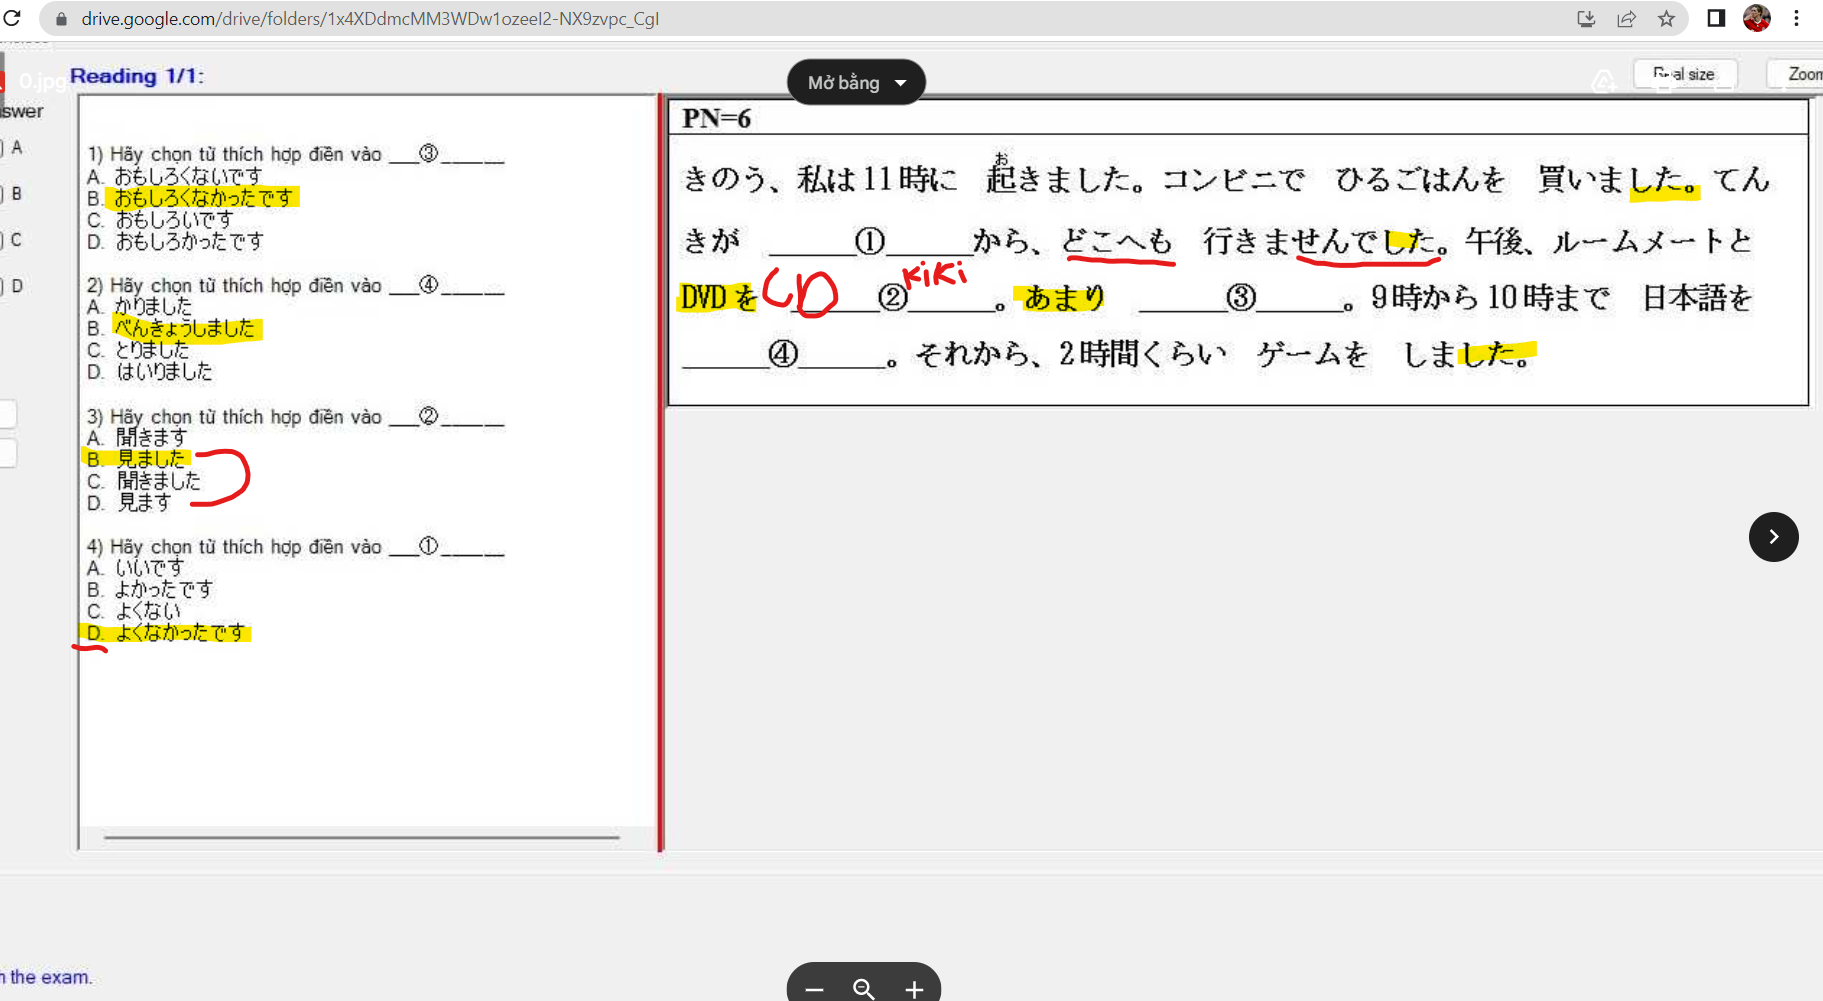 drive.google.com/drive/folders/1x4XDdmcMM3WDw1ozeeI2-NX9zvpc_CgI
0.jpg
Reading 1/1:
Mở bằng
Real size
Zoom
swer
A
B
C
D
1) Hãy chọn từ thích hợp điền vào ___③______
A. おもしろくないです
B. おもしろくなかったです
C. おもしろいです
D. おもしろかったです
2) Hãy chọn từ thích hợp điền vào ___④______
A. かりました
B. べんきょうしました
C. とりました
D. はいりました
3) Hãy chọn từ thích hợp điền vào ___②______
A. 聞きます
B. 見ました
C. 聞きました
D. 見ます
4) Hãy chọn từ thích hợp điền vào ___①______
A. いいです
B. よかったです
C. よくない
D. よくなかったです
PN=6
お
きのう、私は 11 時に 起きました。コンビニで ひるごはんを 買いました。てん
きが ______①______から、どこへも 行きませんでした。午後、ルームメートと
CD KiKi
DVD を ______②______。あまり ______③______。9 時から 10 時まで 日本語を
______④______。それから、2 時間くらい ゲームを しました。
h the exam.